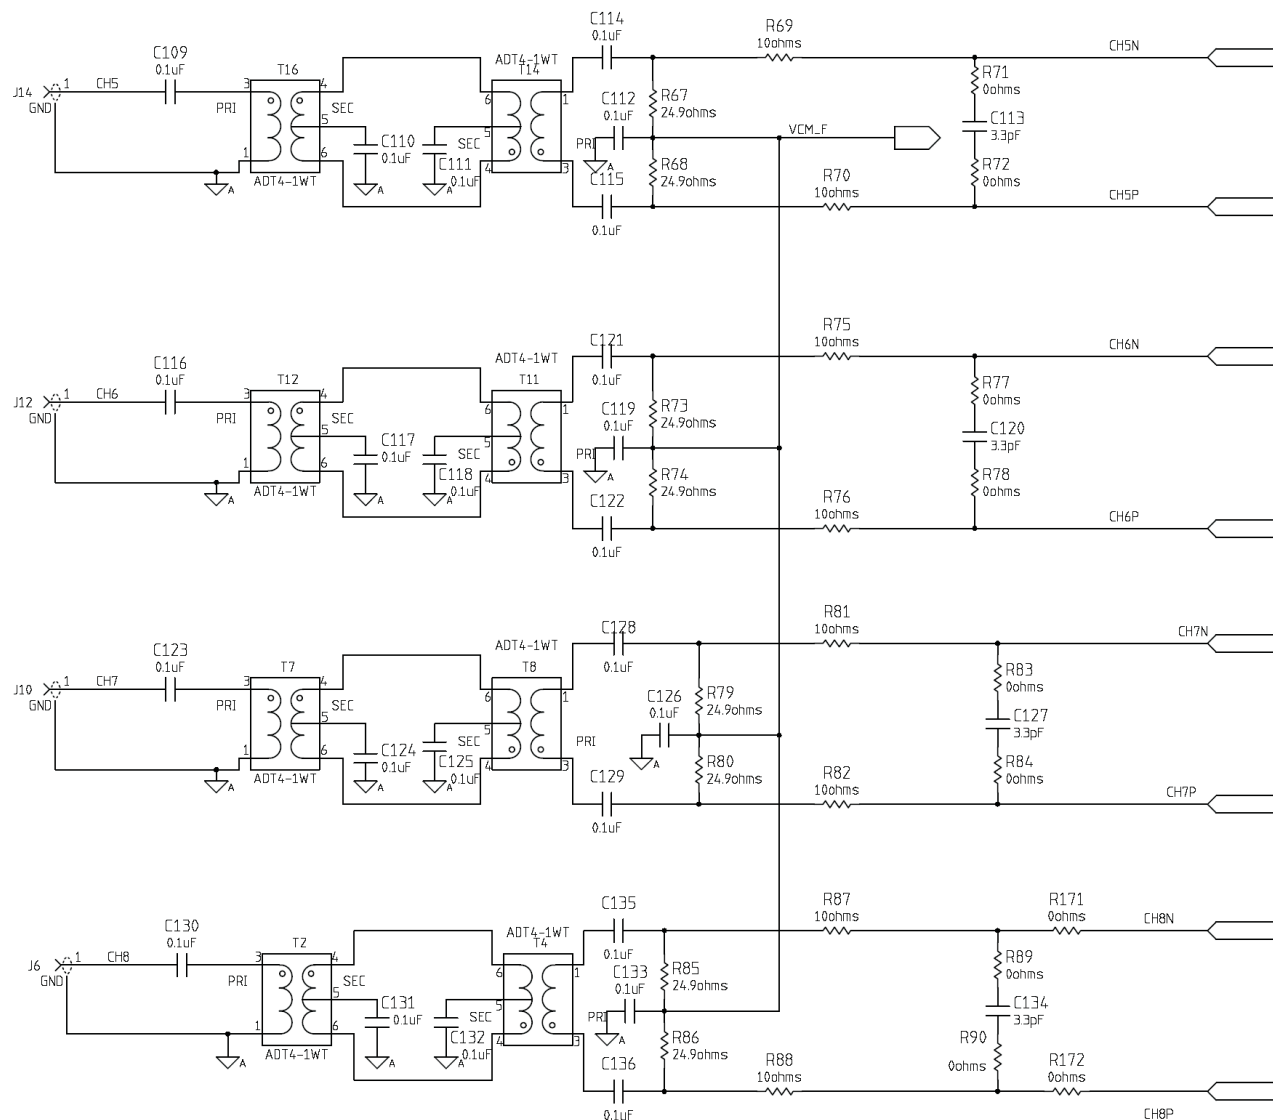 C114
0.1uF
R69
10ohms
CH5N
C109
0.1uF
ADT4-1WT
T14
T16
J14
1
CH5
3
4
6
1
R67
24.9ohms
R71
0ohms
GND
PRI
SEC
C112
0.1uF
5
C110
0.1uF
SEC
5
PRI
VCM_F
C113
3.3pF
C111
0.1uF
1
6
4
3
R68
24.9ohms
R72
0ohms
ADT4-1WT
A
A
A
A
C115
0.1uF
R70
10ohms
CH5P
R75
10ohms
C121
0.1uF
CH6N
C116
0.1uF
ADT4-1WT
T12
T11
J12
1
CH6
3
4
6
1
R77
0ohms
GND
PRI
SEC
C119
0.1uF
R73
24.9ohms
5
C117
0.1uF
5
SEC
PRI
C120
3.3pF
C118
0.1uF
1
6
4
3
R74
24.9ohms
R78
0ohms
ADT4-1WT
A
A
A
A
C122
0.1uF
R76
10ohms
CH6P
R81
10ohms
C128
0.1uF
CH7N
C123
0.1uF
ADT4-1WT
T7
T8
J10
1
CH7
3
4
6
1
R83
0ohms
GND
PRI
SEC
C126
0.1uF
R79
24.9ohms
5
5
SEC
PRI
C127
3.3pF
C124
0.1uF
C125
0.1uF
1
6
4
3
A
R80
24.9ohms
R84
0ohms
ADT4-1WT
A
A
A
C129
0.1uF
R82
10ohms
CH7P
C135
0.1uF
R87
10ohms
R171
0ohms
CH8N
C130
0.1uF
ADT4-1WT
T2
T4
J6
1
CH8
3
4
6
1
R89
0ohms
GND
PRI
SEC
C133
0.1uF
R85
24.9ohms
5
C131
0.1uF
5
SEC
PRI
C134
3.3pF
C132
0.1uF
1
6
4
3
R86
24.9ohms
R90
0ohms
ADT4-1WT
A
A
A
A
C136
0.1uF
R88
10ohms
R172
0ohms
CH8P